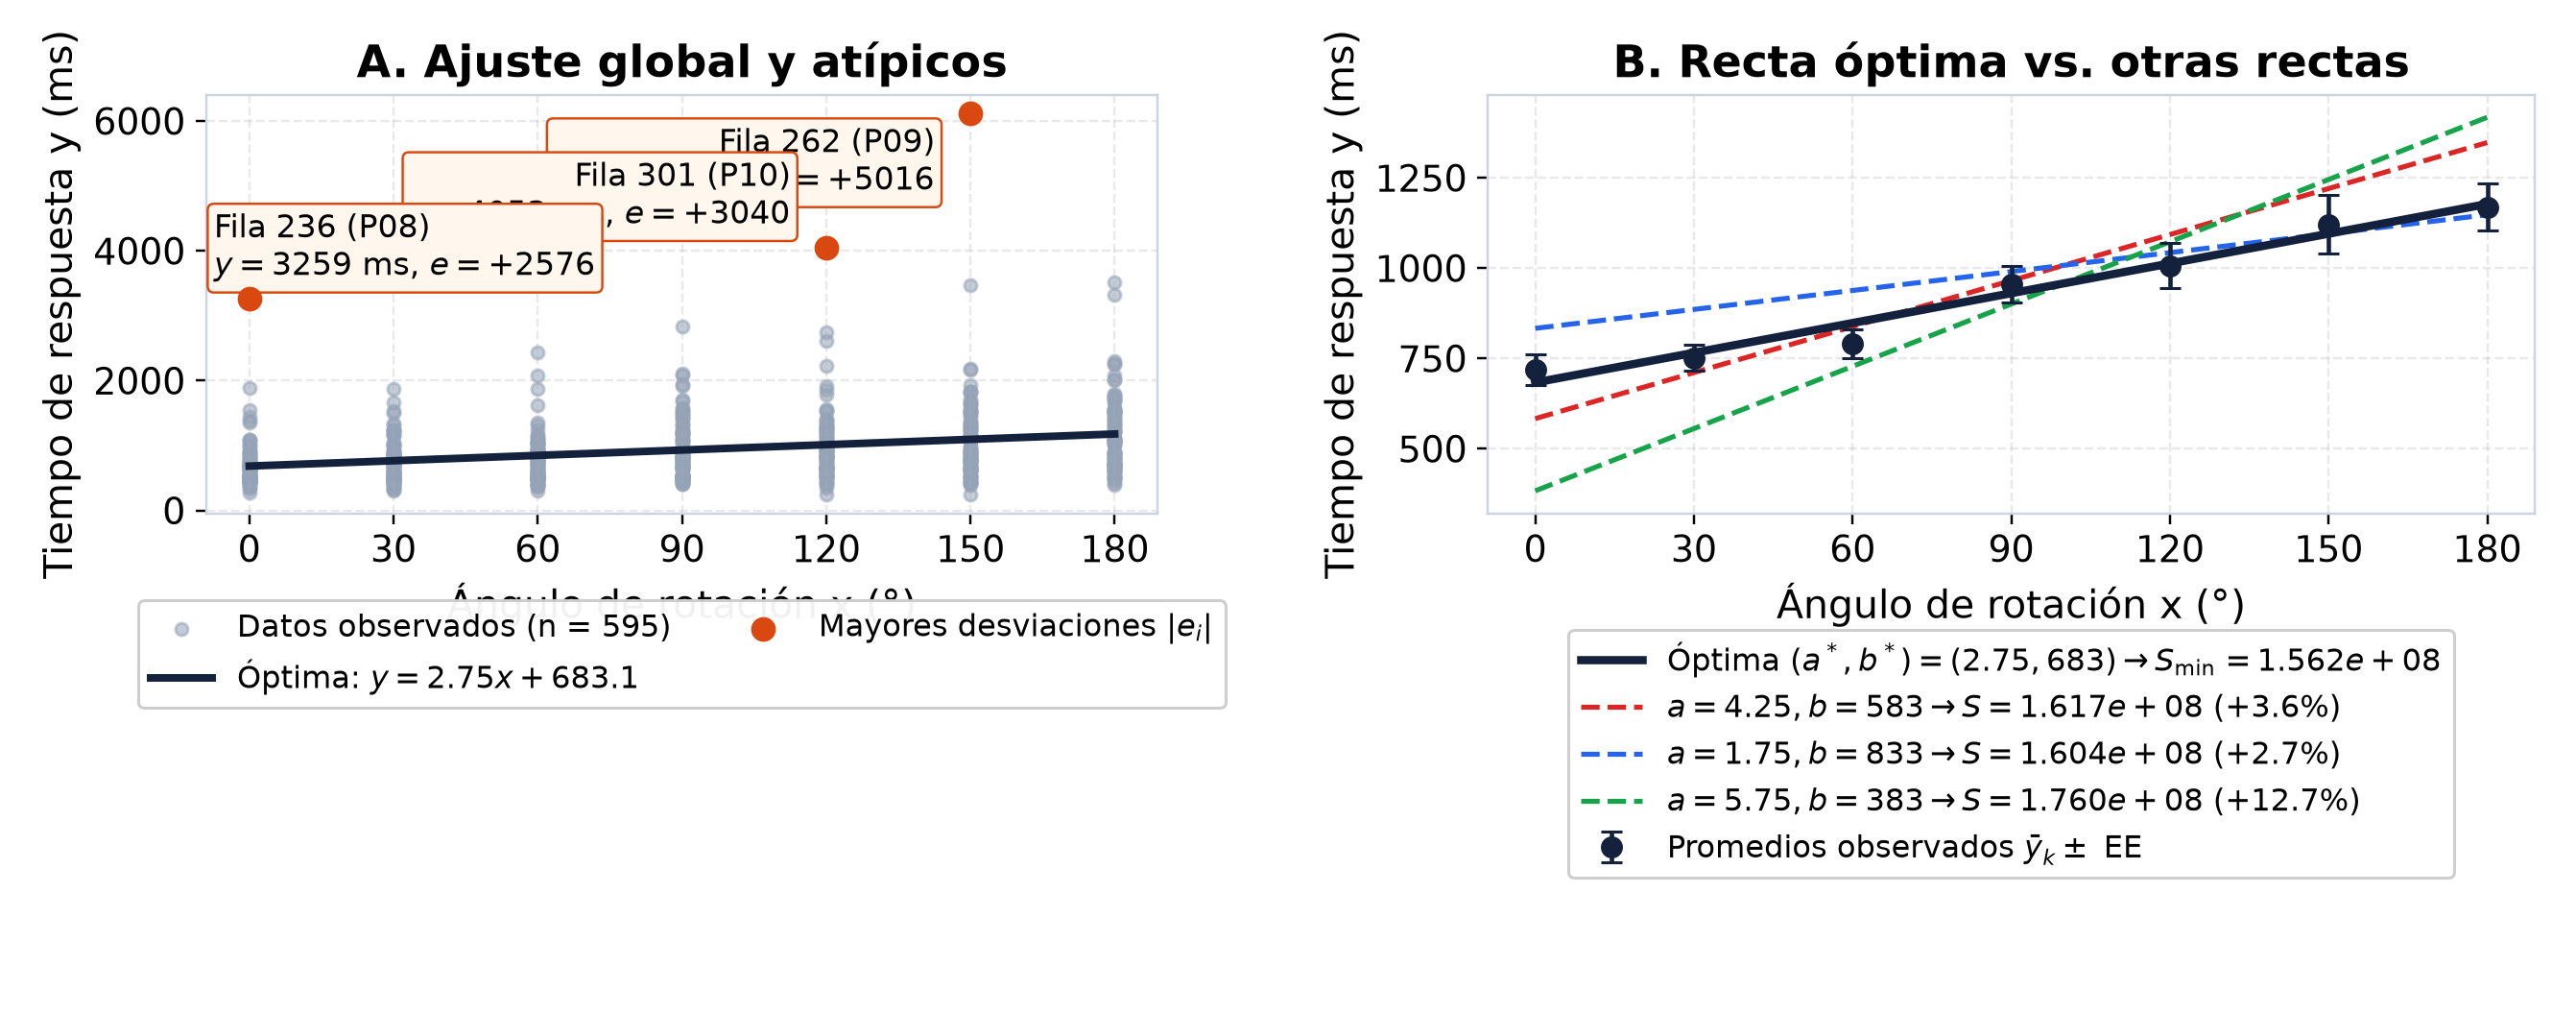 A. Ajuste global y atípicos
Tiempo de respuesta y (ms)
6000
4000
2000
0
Fila 262 (P09)
= +5016
Fila 301 (P10)
, e = +3040
Fila 236 (P08)
y = 3259 ms, e = +2576
0 30 60 90 120 150 180
Ángulo de rotación x (°)
Datos observados (n = 595)
Mayores desviaciones |e_i|
Óptima: y = 2.75x + 683.1
B. Recta óptima vs. otras rectas
Tiempo de respuesta y (ms)
1250
1000
750
500
0 30 60 90 120 150 180
Ángulo de rotación x (°)
Óptima (a*, b*) = (2.75, 683) → S_min = 1.562e + 08
a = 4.25, b = 583 → S = 1.617e + 08 (+3.6%)
a = 1.75, b = 833 → S = 1.604e + 08 (+2.7%)
a = 5.75, b = 383 → S = 1.760e + 08 (+12.7%)
Promedios observados ȳ_k ± EE